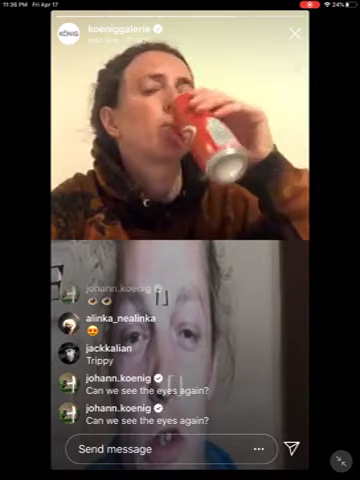 11:36 PM Fri Apr 17
24%
KÖNIG
koeniggalerie
johann.koenig
👀
alinka_nealinka
😍
jackkalian
Trippy
johann.koenig
Can we see the eyes again?
johann.koenig
Can we see the eyes again?
Send message